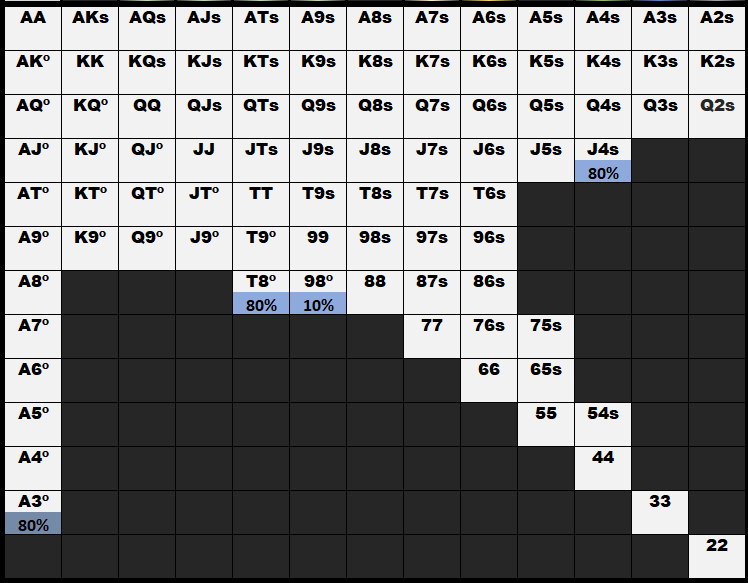 AA AKs AQs AJs ATs A9s A8s A7s A6s A5s A4s A3s A2s
AKº KK KQs KJs KTs K9s K8s K7s K6s K5s K4s K3s K2s
AQº KQº QQ QJs QTs Q9s Q8s Q7s Q6s Q5s Q4s Q3s Q2s
AJº KJº QJº JJ JTs J9s J8s J7s J6s J5s J4s
80%
ATº KTº QTº JTº TT T9s T8s T7s T6s
A9º K9º Q9º J9º T9º 99 98s 97s 96s
A8º T8º 98º 88 87s 86s
80% 10%
A7º 77 76s 75s
A6º 66 65s
A5º 55 54s
A4º 44
A3º 33
80%
22